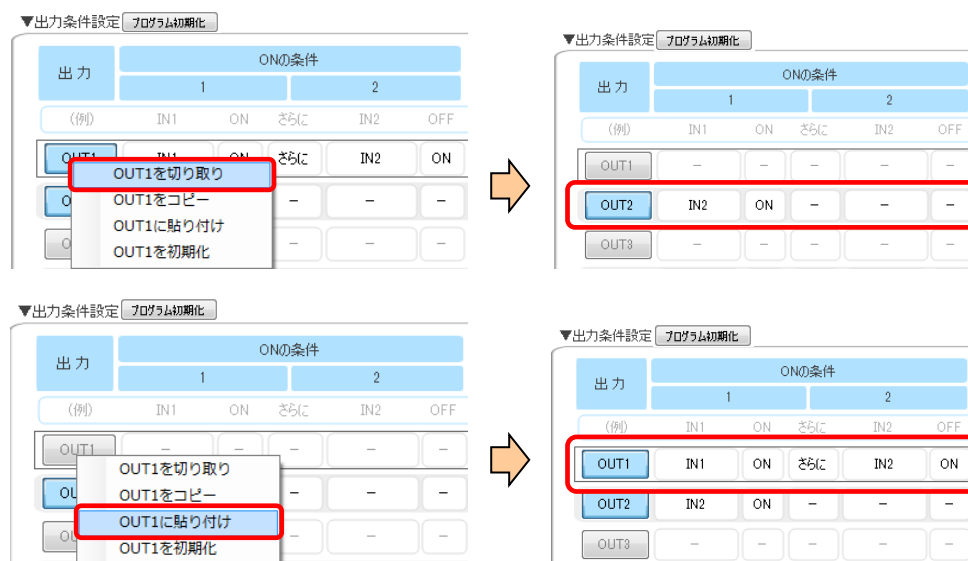 ▼出力条件設定 プログラム初期化
出 力 ONの条件
1 2
(例) IN1 ON さらに IN2 OFF
OUT1 IN1 ON さらに IN2 ON
OUT1を切り取り
OUT1をコピー － － －
OUT1に貼り付け
OUT1を初期化 － － －
▼出力条件設定 プログラム初期化
出 力 ONの条件
1 2
(例) IN1 ON さらに IN2 OFF
OUT1 － － － － －
OUT2 IN2 ON － － －
OUT3 － － － － －
▼出力条件設定 プログラム初期化
出 力 ONの条件
1 2
(例) IN1 ON さらに IN2 OFF
OUT1 － － － － －
OUT1を切り取り
OUT1をコピー － － －
OUT1に貼り付け
OUT1を初期化 － － －
▼出力条件設定 プログラム初期化
出 力 ONの条件
1 2
(例) IN1 ON さらに IN2 OFF
OUT1 IN1 ON さらに IN2 ON
OUT2 IN2 ON － － －
OUT3 － － － － －